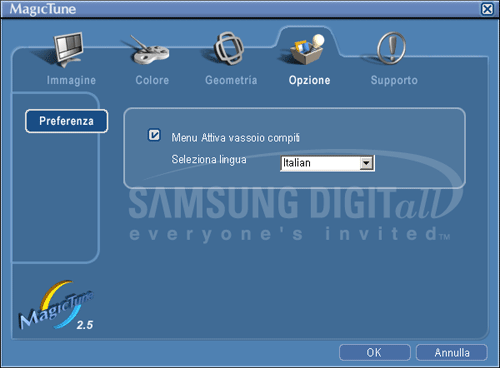 MagicTune
Immagine
Colore
Geometria
Opzione
Supporto
Preferenza
Menu Attiva vassoio compiti
Seleziona lingua
Italian
SAMSUNG DIGITall
everyone's invited™
MagicTune
2.5
OK
Annulla